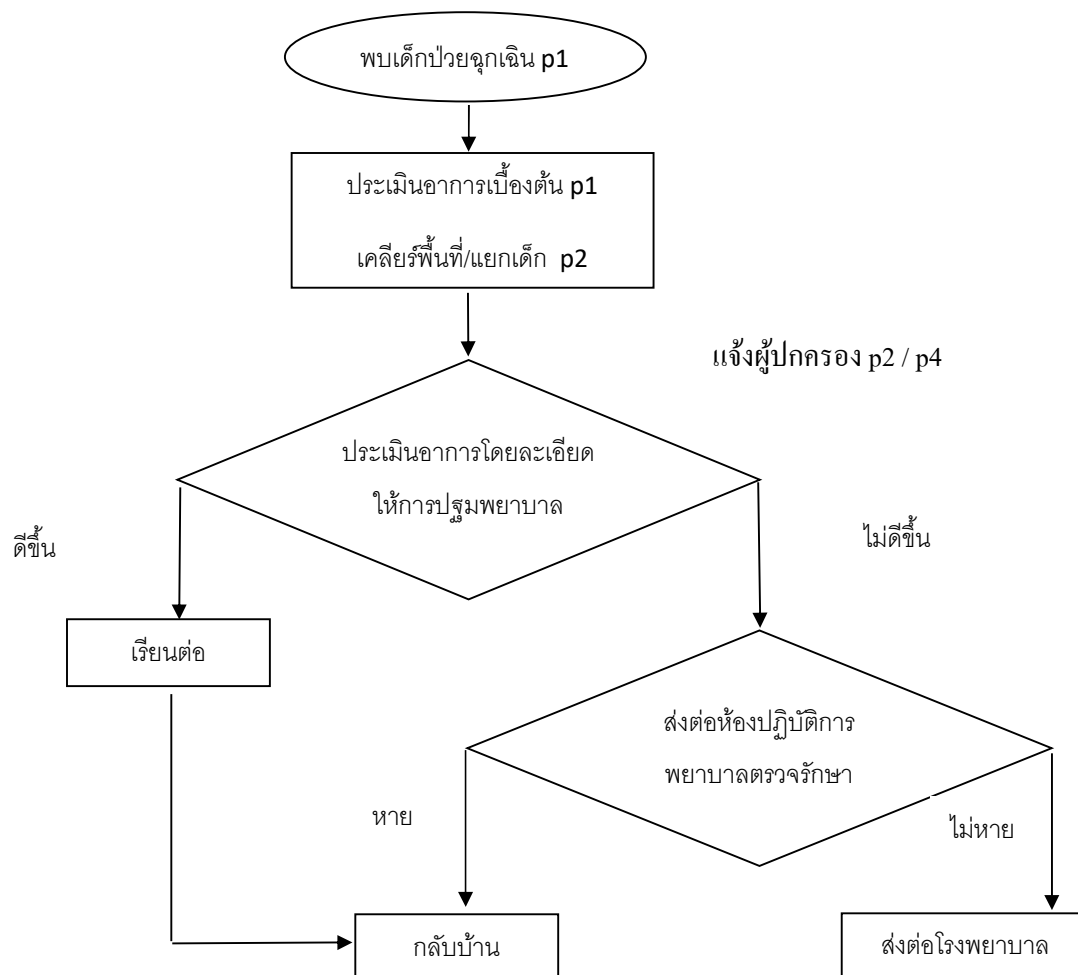 พบเด็กป่วยฉุกเฉิน p1
ประเมินอาการเบื้องต้น p1
เคลียร์พื้นที่/แยกเด็ก p2
แจ้งผู้ปกครอง p2 / p4
ประเมินอาการโดยละเอียด
ให้การปฐมพยาบาล
ดีขึ้น
ไม่ดีขึ้น
เรียนต่อ
ส่งต่อห้องปฏิบัติการ
พยาบาลตรวจรักษา
หาย
ไม่หาย
กลับบ้าน
ส่งต่อโรงพยาบาล